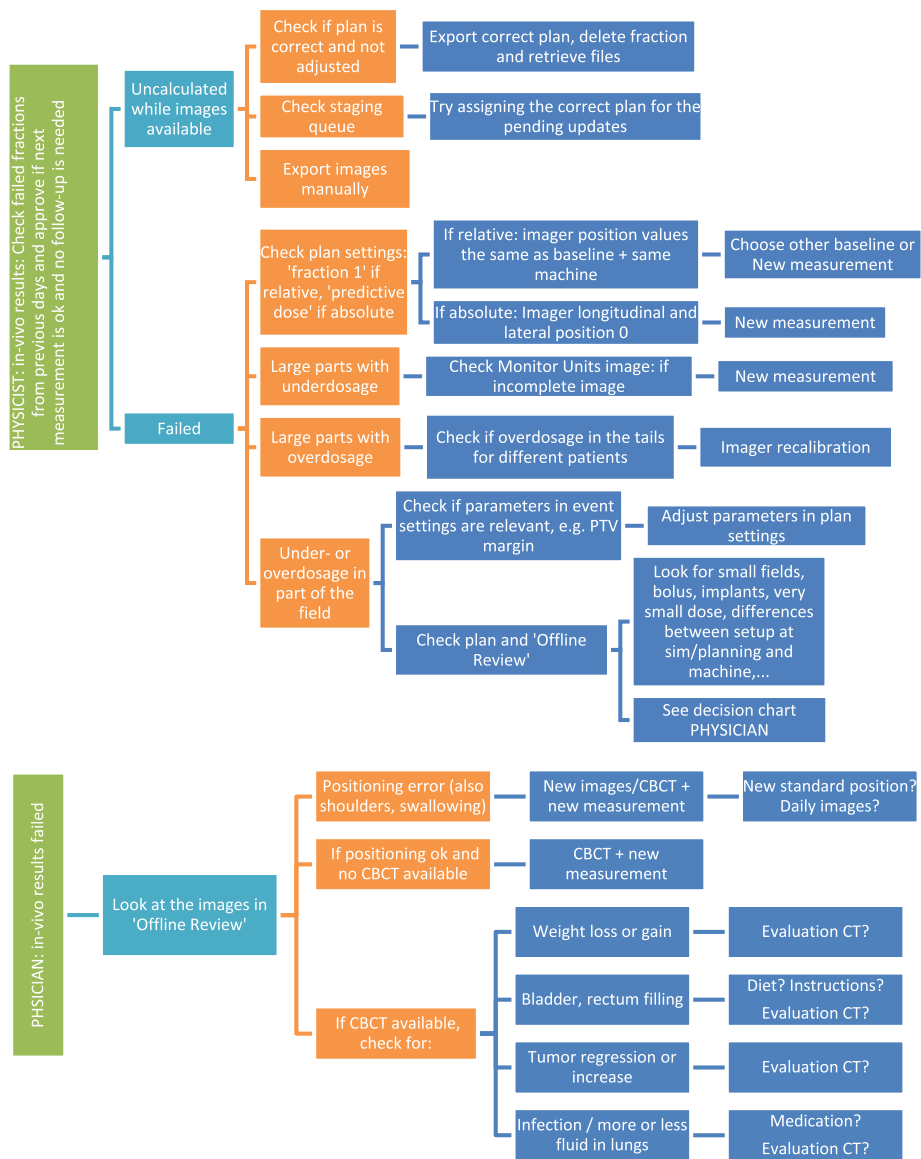 PHYSICIST: in-vivo results: Check failed fractions
from previous days and approve if next
measurement is ok and no follow-up is needed
Uncalculated
while images
available
Check if plan is
correct and not
adjusted
Export correct plan, delete fraction
and retrieve files
Check staging
queue
Try assigning the correct plan for the
pending updates
Export images
manually
Failed
Check plan settings:
'fraction 1' if
relative, 'predictive
dose' if absolute
If relative: imager position values
the same as baseline + same
machine
Choose other baseline or
New measurement
If absolute: Imager longitudinal and
lateral position 0
New measurement
Large parts with
underdosage
Check Monitor Units image: if
incomplete image
New measurement
Large parts with
overdosage
Check if overdosage in the tails
for different patients
Imager recalibration
Under- or
overdosage in
part of the
field
Check if parameters in event
settings are relevant, e.g. PTV
margin
Adjust parameters in plan
settings
Check plan and 'Offline
Review'
Look for small fields,
bolus, implants, very
small dose, differences
between setup at
sim/planning and
machine,...
See decision chart
PHYSICIAN
PHSICIAN: in-vivo results failed
Look at the images in
'Offline Review'
Positioning error (also
shoulders, swallowing)
New images/CBCT +
new measurement
New standard position?
Daily images?
If positioning ok and
no CBCT available
CBCT + new
measurement
If CBCT available,
check for:
Weight loss or gain
Evaluation CT?
Bladder, rectum filling
Diet? Instructions?
Evaluation CT?
Tumor regression or
increase
Evaluation CT?
Infection / more or less
fluid in lungs
Medication?
Evaluation CT?